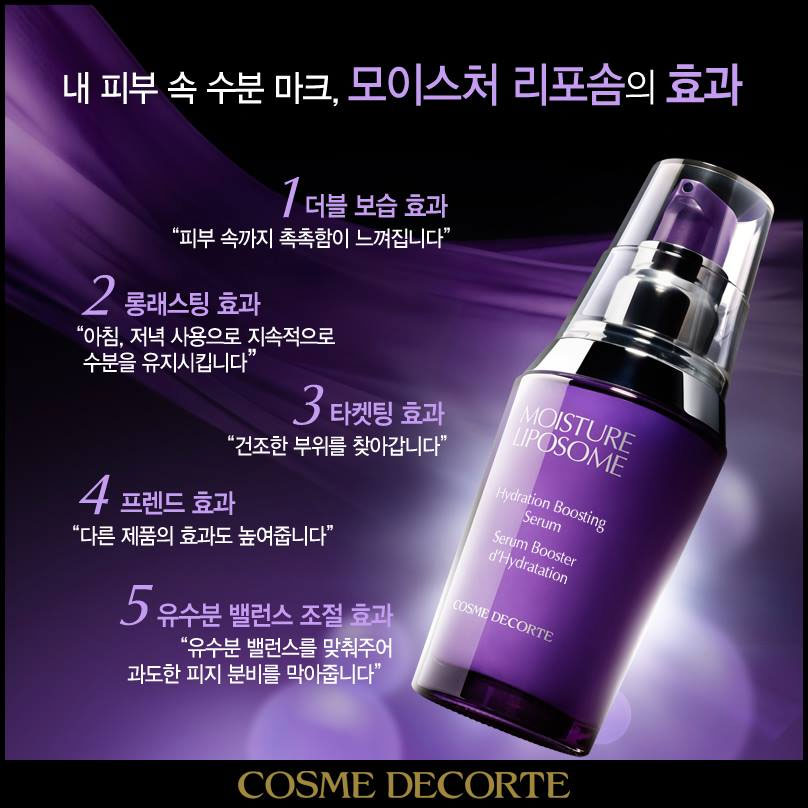 내 피부 속 수분 마크, 모이스처 리포솜의 효과
1 더블 보습 효과
“피부 속까지 촉촉함이 느껴집니다”
2 롱래스팅 효과
“아침, 저녁 사용으로 지속적으로
수분을 유지시킵니다”
3 타켓팅 효과
“건조한 부위를 찾아갑니다”
4 프렌드 효과
“다른 제품의 효과도 높여줍니다”
5 유수분 밸런스 조절 효과
“유수분 밸런스를 맞춰주어
과도한 피지 분비를 막아줍니다”
MOISTURE
LIPOSOME
Hydration Boosting
Serum
Serum Booster
d'Hydratation
COSME DECORTE
COSME DECORTE